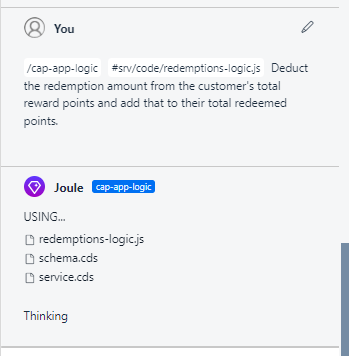 You
/cap-app-logic #srv/code/redemptions-logic.js Deduct
the redemption amount from the customer's total
reward points and add that to their total redeemed
points.
Joule cap-app-logic
USING...
redemptions-logic.js
schema.cds
service.cds
Thinking